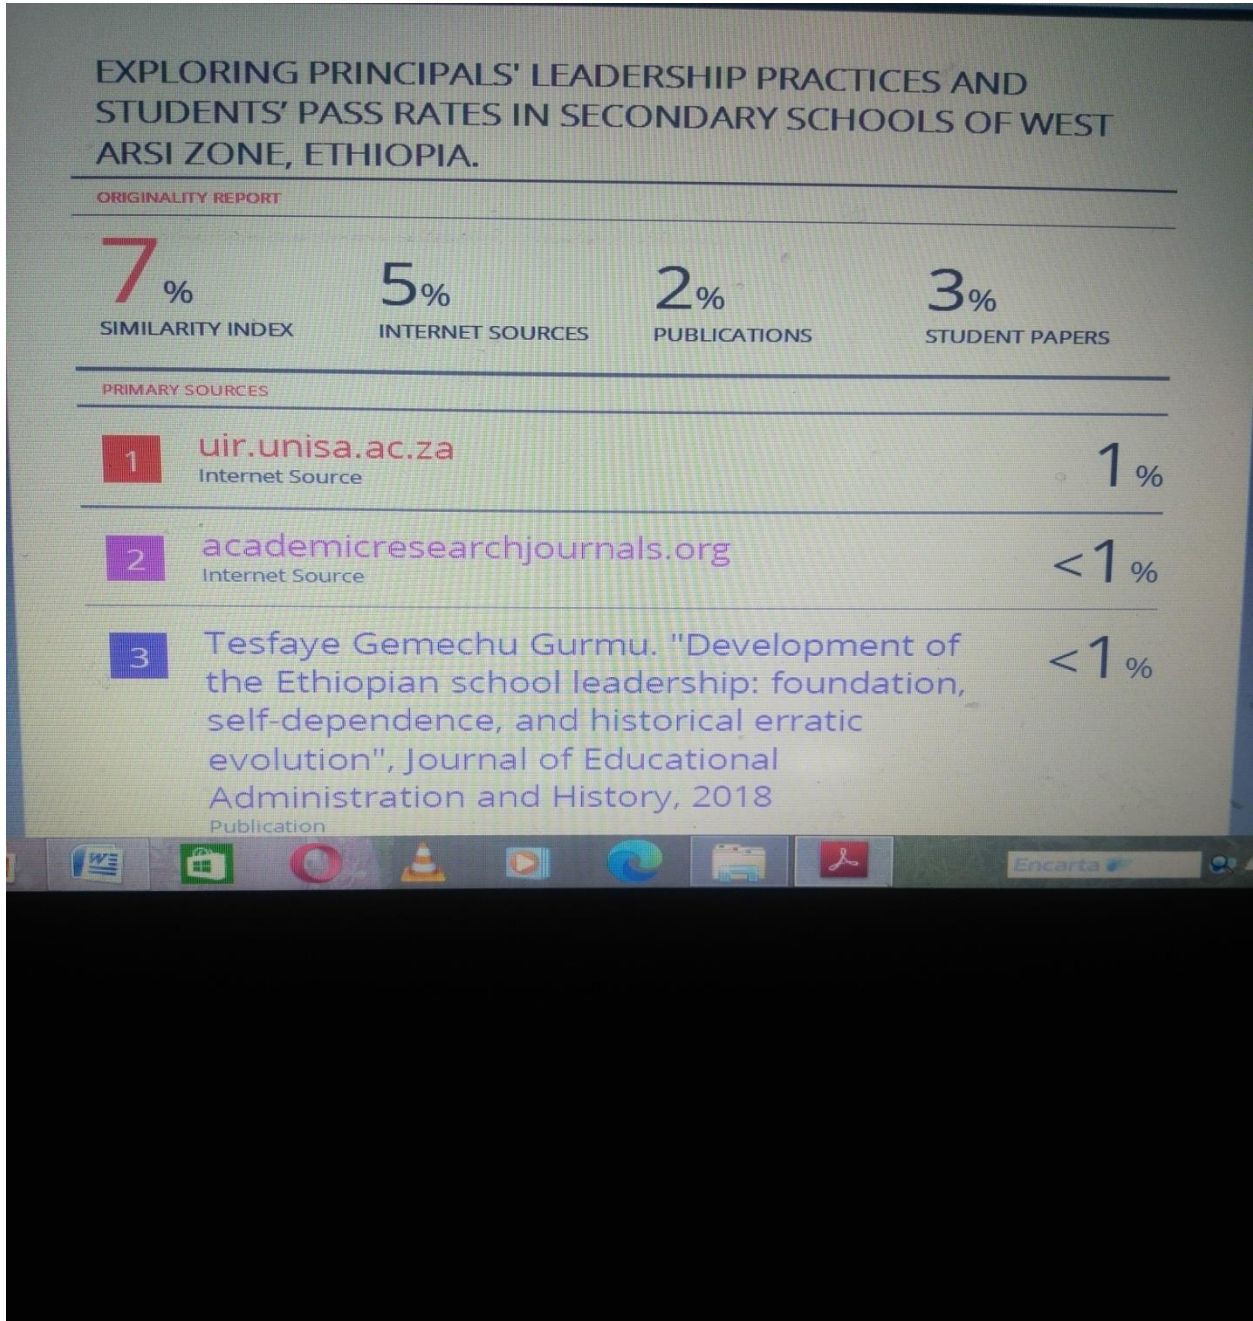 EXPLORING PRINCIPALS' LEADERSHIP PRACTICES AND
STUDENTS' PASS RATES IN SECONDARY SCHOOLS OF WEST
ARSI ZONE, ETHIOPIA.
ORIGINALITY REPORT
7%
5%
2%
3%
SIMILARITY INDEX
INTERNET SOURCES
PUBLICATIONS
STUDENT PAPERS
PRIMARY SOURCES
1
uir.unisa.ac.za
Internet Source
1%
2
academicresearchjournals.org
Internet Source
<1%
3
Tesfaye Gemechu Gurmu. "Development of
the Ethiopian school leadership: foundation,
self-dependence, and historical erratic
evolution", Journal of Educational
Administration and History, 2018
Publication
<1%
W
Encarta